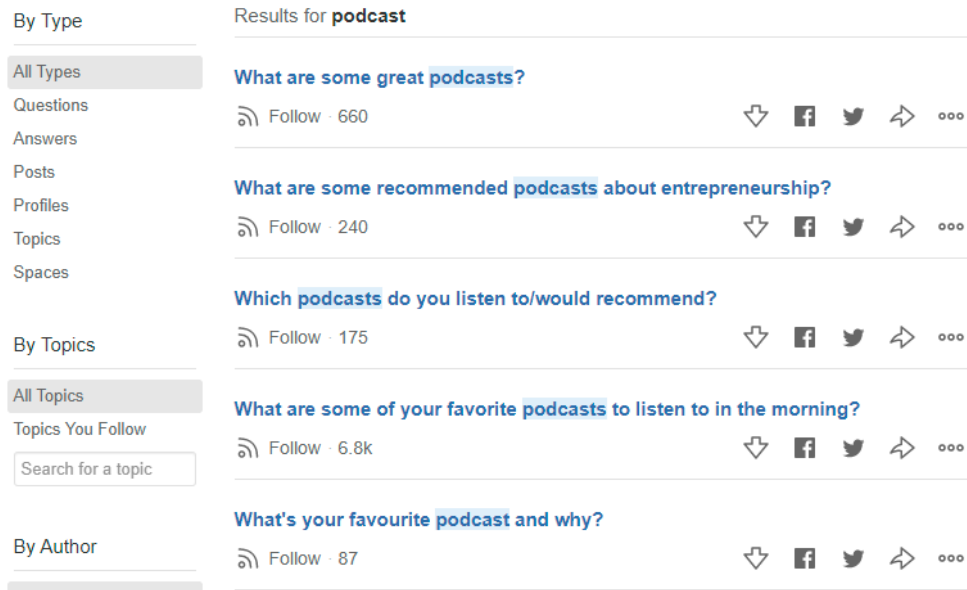 By Type
All Types
Questions
Answers
Posts
Profiles
Topics
Spaces
By Topics
All Topics
Topics You Follow
Search for a topic
By Author
Results for podcast
What are some great podcasts?
Follow · 660
What are some recommended podcasts about entrepreneurship?
Follow · 240
Which podcasts do you listen to/would recommend?
Follow · 175
What are some of your favorite podcasts to listen to in the morning?
Follow · 6.8k
What's your favourite podcast and why?
Follow · 87